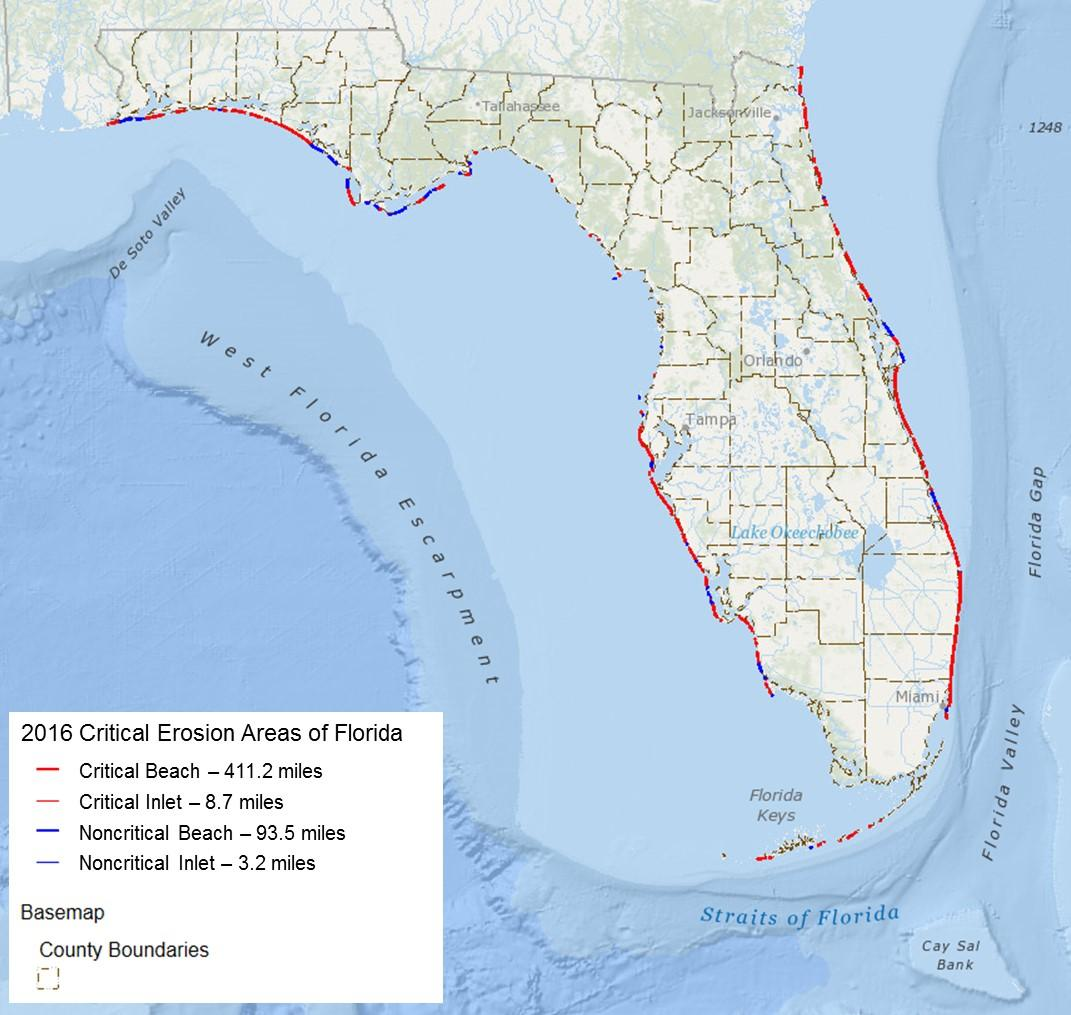 Tallahassee
Jacksonville
1248
De Soto Valley
West Florida Escarpment
Orlando
Tampa
Lake Okeechobee
Florida Gap
Miami
Florida Valley
Florida
Keys
Straits of Florida
Cay Sal
Bank
2016 Critical Erosion Areas of Florida
Critical Beach – 411.2 miles
Critical Inlet – 8.7 miles
Noncritical Beach – 93.5 miles
Noncritical Inlet – 3.2 miles
Basemap
County Boundaries